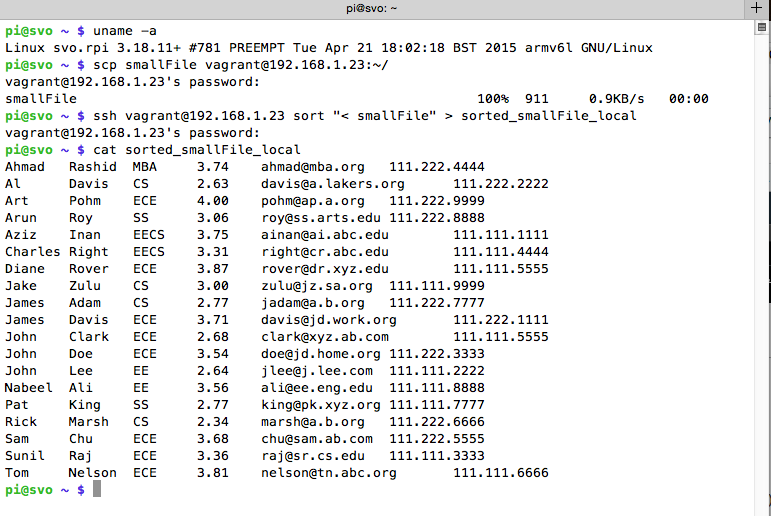 pi@svo: ~
pi@svo ~ $ uname -a
Linux svo.rpi 3.18.11+ #781 PREEMPT Tue Apr 21 18:02:18 BST 2015 armv6l GNU/Linux
pi@svo ~ $ scp smallFile vagrant@192.168.1.23:~/
vagrant@192.168.1.23's password:
smallFile 100% 911 0.9KB/s 00:00
pi@svo ~ $ ssh vagrant@192.168.1.23 sort "< smallFile" > sorted_smallFile_local
vagrant@192.168.1.23's password:
pi@svo ~ $ cat sorted_smallFile_local
Ahmad Rashid MBA 3.74 ahmad@mba.org 111.222.4444
Al Davis CS 2.63 davis@a.lakers.org 111.222.2222
Art Pohm ECE 4.00 pohm@ap.a.org 111.222.9999
Arun Roy SS 3.06 roy@ss.arts.edu 111.222.8888
Aziz Inan EECS 3.75 ainan@ai.abc.edu 111.111.1111
Charles Right EECS 3.31 right@cr.abc.edu 111.111.4444
Diane Rover ECE 3.87 rover@dr.xyz.edu 111.111.5555
Jake Zulu CS 3.00 zulu@jz.sa.org 111.111.9999
James Adam CS 2.77 jadam@a.b.org 111.222.7777
James Davis ECE 3.71 davis@jd.work.org 111.222.1111
John Clark ECE 2.68 clark@xyz.ab.com 111.111.5555
John Doe ECE 3.54 doe@jd.home.org 111.222.3333
John Lee EE 2.64 jlee@j.lee.com 111.111.2222
Nabeel Ali EE 3.56 ali@ee.eng.edu 111.111.8888
Pat King SS 2.77 king@pk.xyz.org 111.111.7777
Rick Marsh CS 2.34 marsh@a.b.org 111.222.6666
Sam Chu ECE 3.68 chu@sam.ab.com 111.222.5555
Sunil Raj ECE 3.36 raj@sr.cs.edu 111.111.3333
Tom Nelson ECE 3.81 nelson@tn.abc.org 111.111.6666
pi@svo ~ $